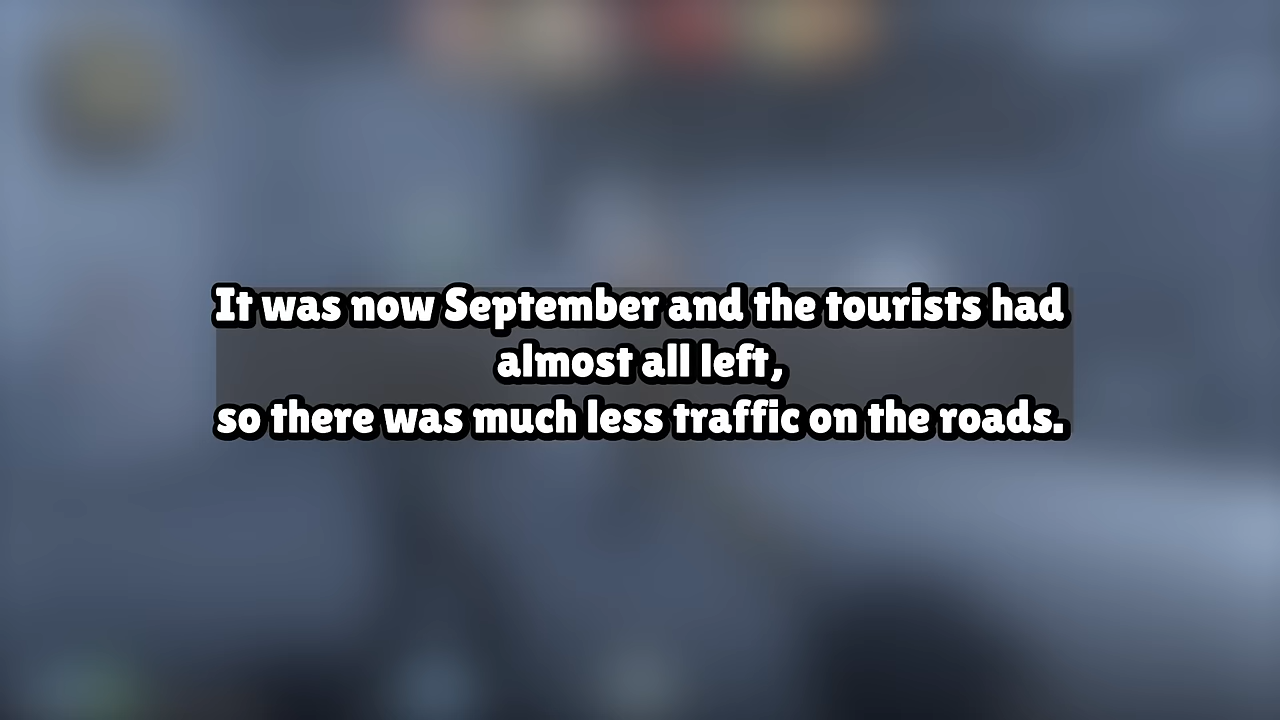 It was now September and the tourists had
almost all left,
so there was much less traffic on the roads.